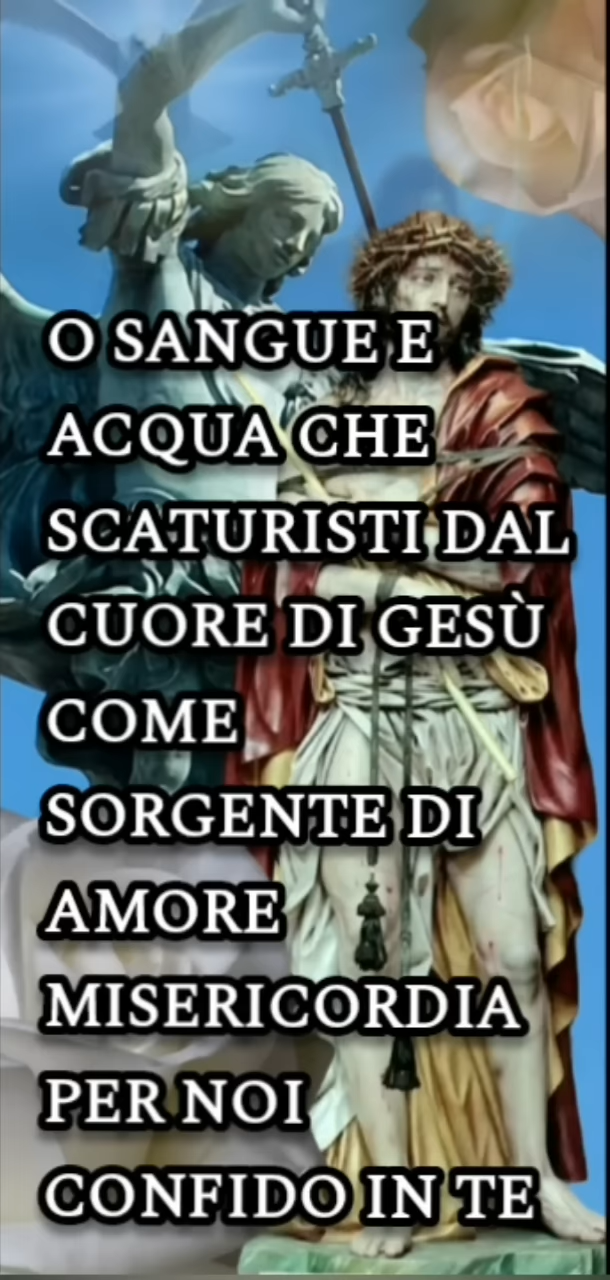 O SANGUE E
ACQUA CHE
SCATURISTI DAL
CUORE DI GESÙ
COME
SORGENTE DI
AMORE
MISERICORDIA
PER NOI
CONFIDO IN TE